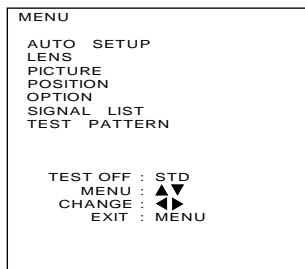 MENU
AUTO SETUP
LENS
PICTURE
POSITION
OPTION
SIGNAL LIST
TEST PATTERN
TEST OFF : STD
MENU : ▲▼
CHANGE : ◀▶
EXIT : MENU